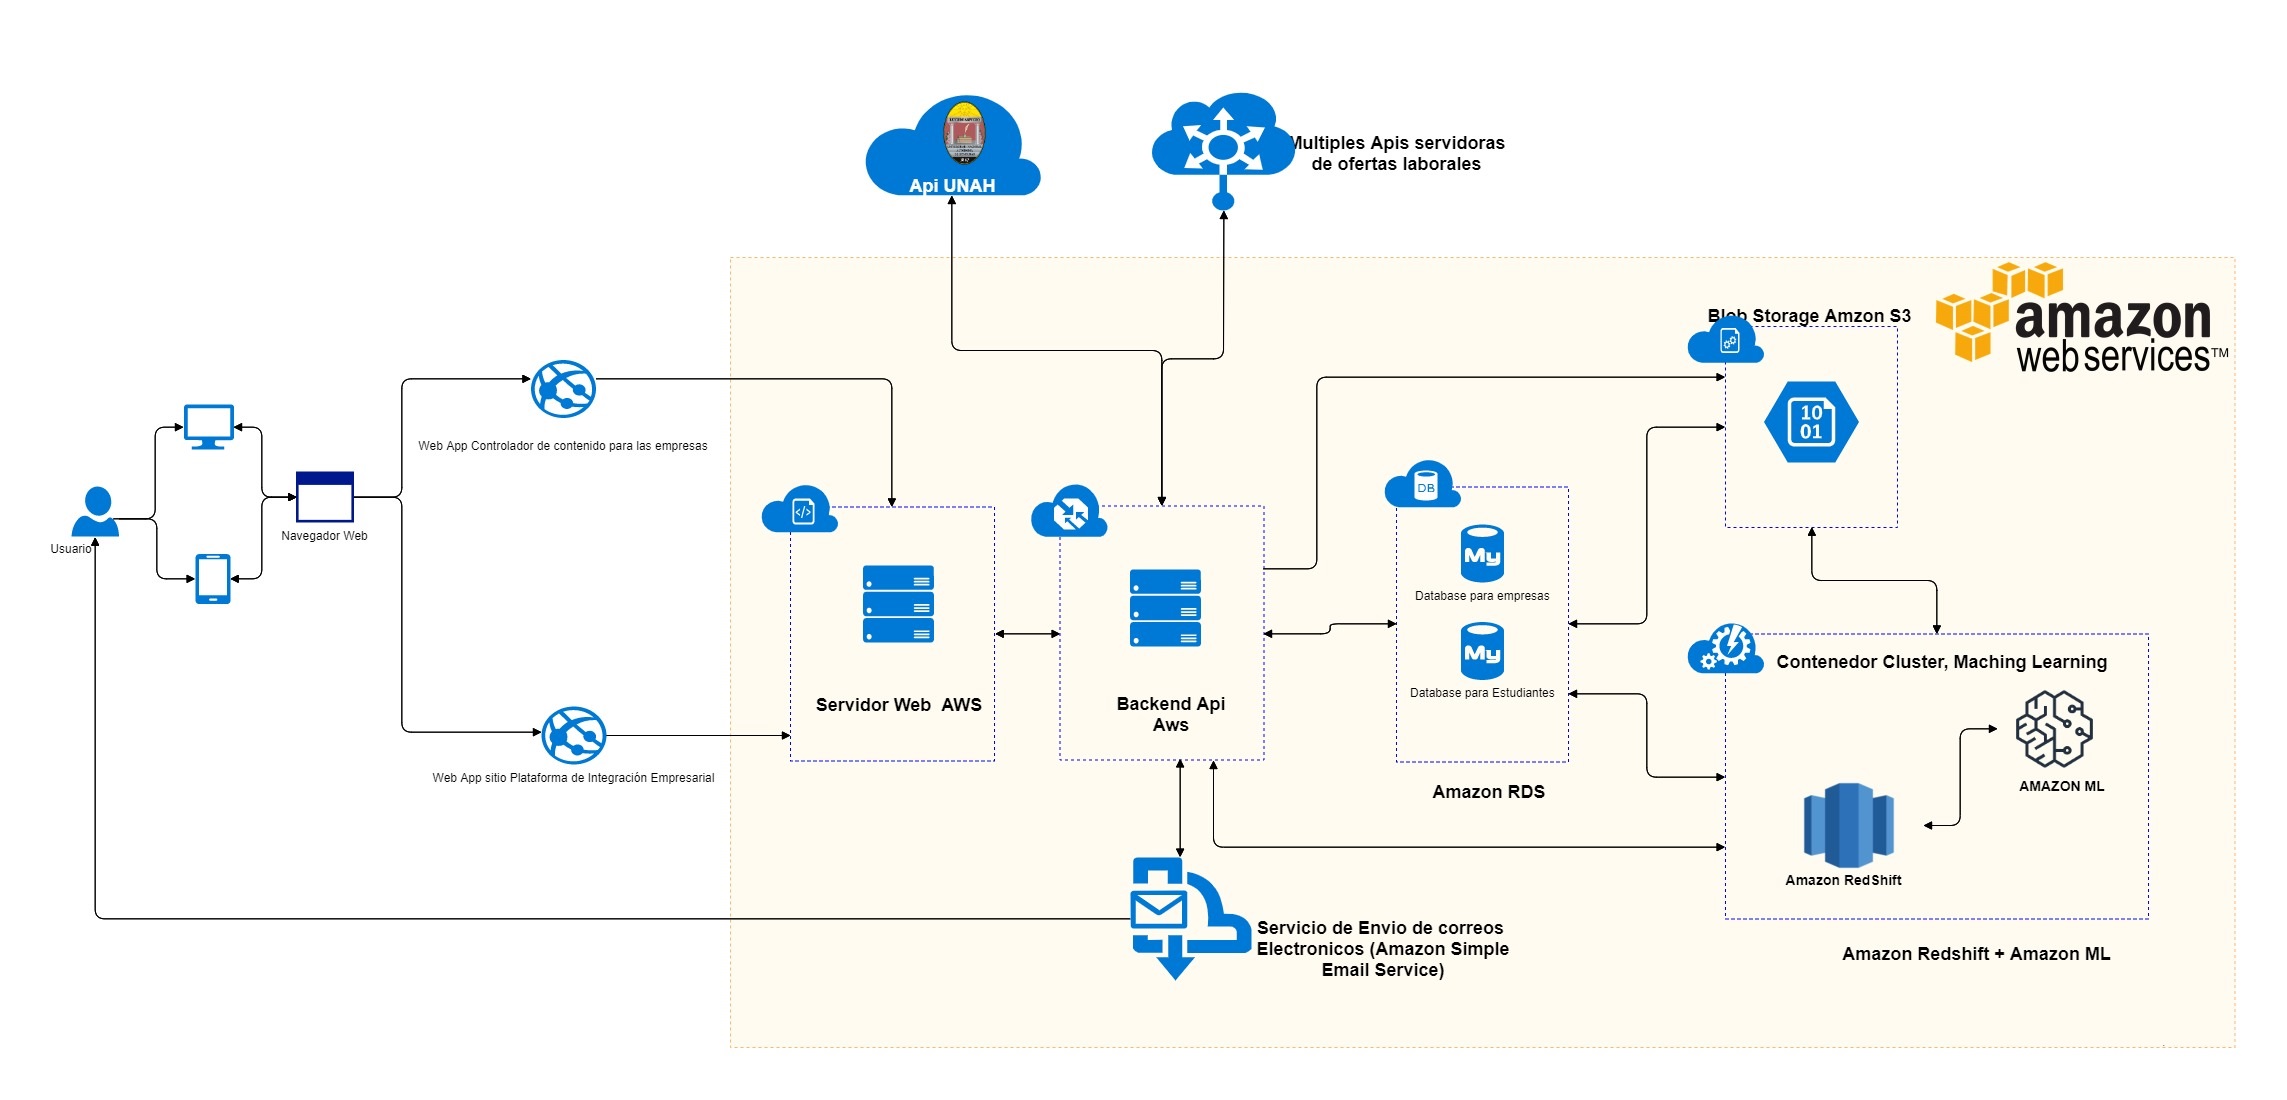 Api UNAH
Multiples Apis servidoras
de ofertas laborales
Blob Storage Amzon S3
amazon
web services™
10
01
Web App Controlador de contenido para las empresas
Usuario
Navegador Web
</>
DB
My
Database para empresas
My
Database para Estudiantes
Contenedor Cluster, Maching Learning
Servidor Web AWS
Backend Api
Aws
Web App sitio Plataforma de Integración Empresarial
Amazon RDS
AMAZON ML
Amazon RedShift
Servicio de Envio de correos
Electronicos (Amazon Simple
Email Service)
Amazon Redshift + Amazon ML